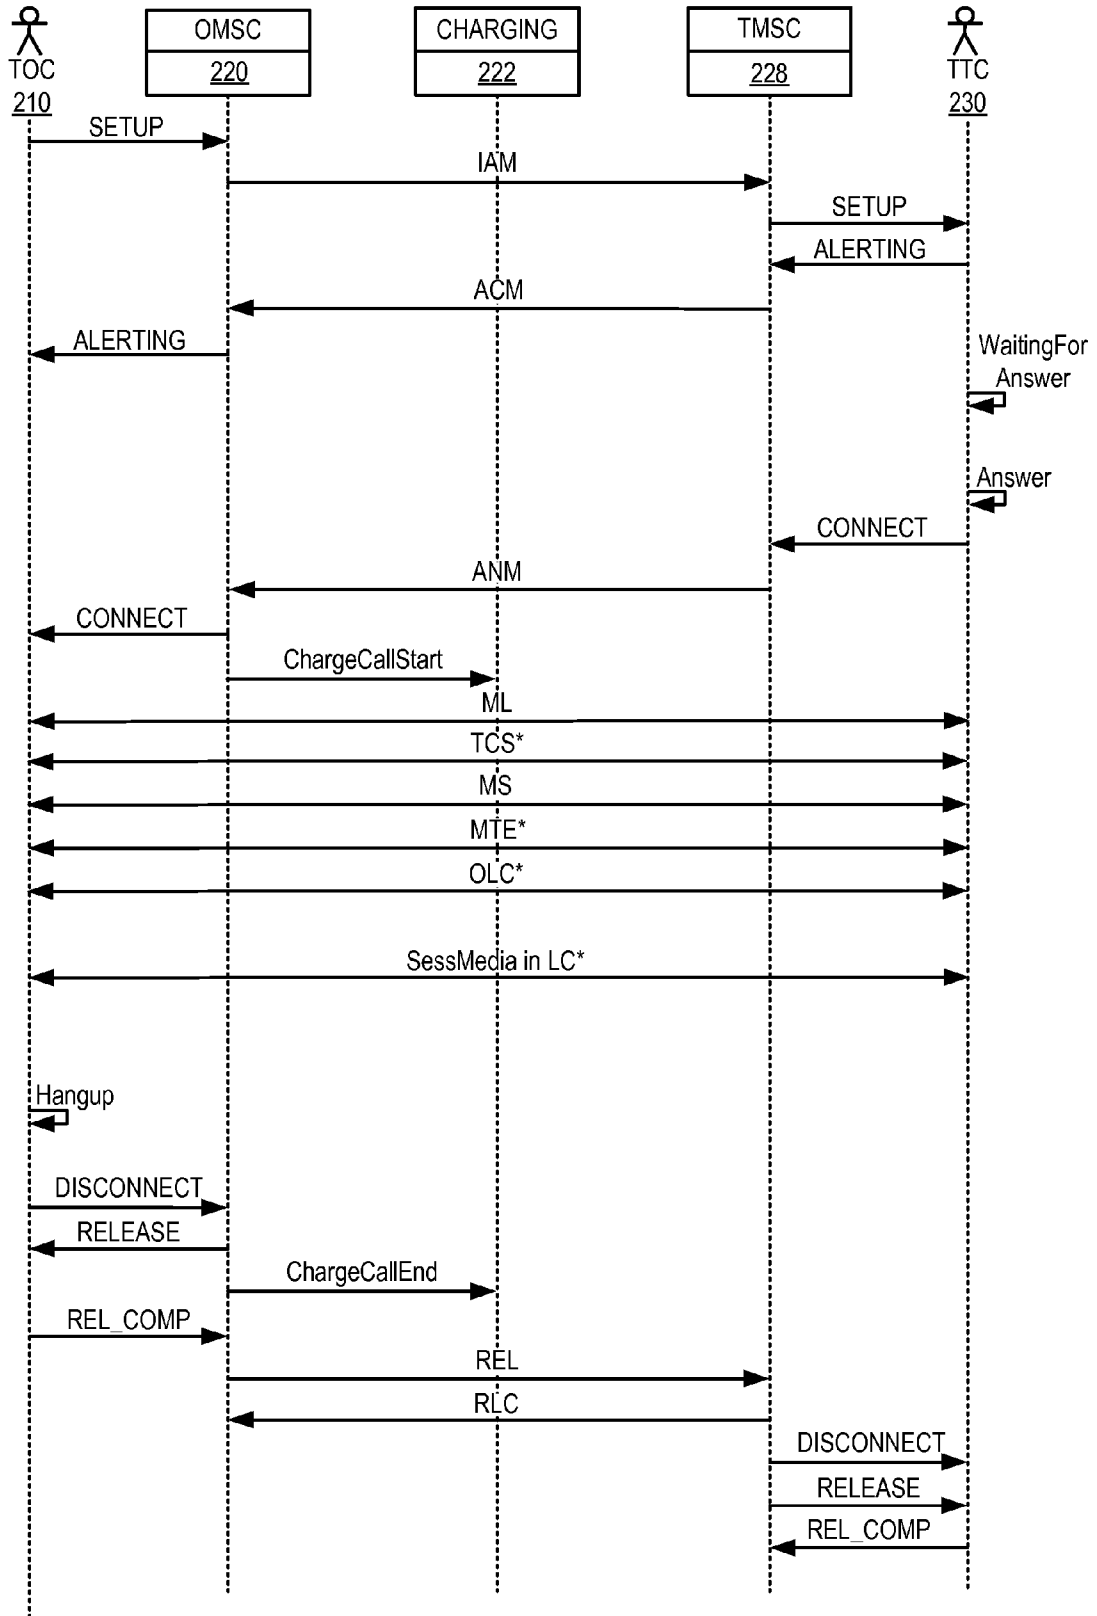 TOC
210
OMSC
220
CHARGING
222
TMSC
228
TTC
230
SETUP
IAM
SETUP
ALERTING
ACM
ALERTING
WaitingFor
Answer
Answer
CONNECT
ANM
CONNECT
ChargeCallStart
ML
TCS*
MS
MTE*
OLC*
SessMedia in LC*
Hangup
DISCONNECT
RELEASE
ChargeCallEnd
REL_COMP
REL
RLC
DISCONNECT
RELEASE
REL_COMP